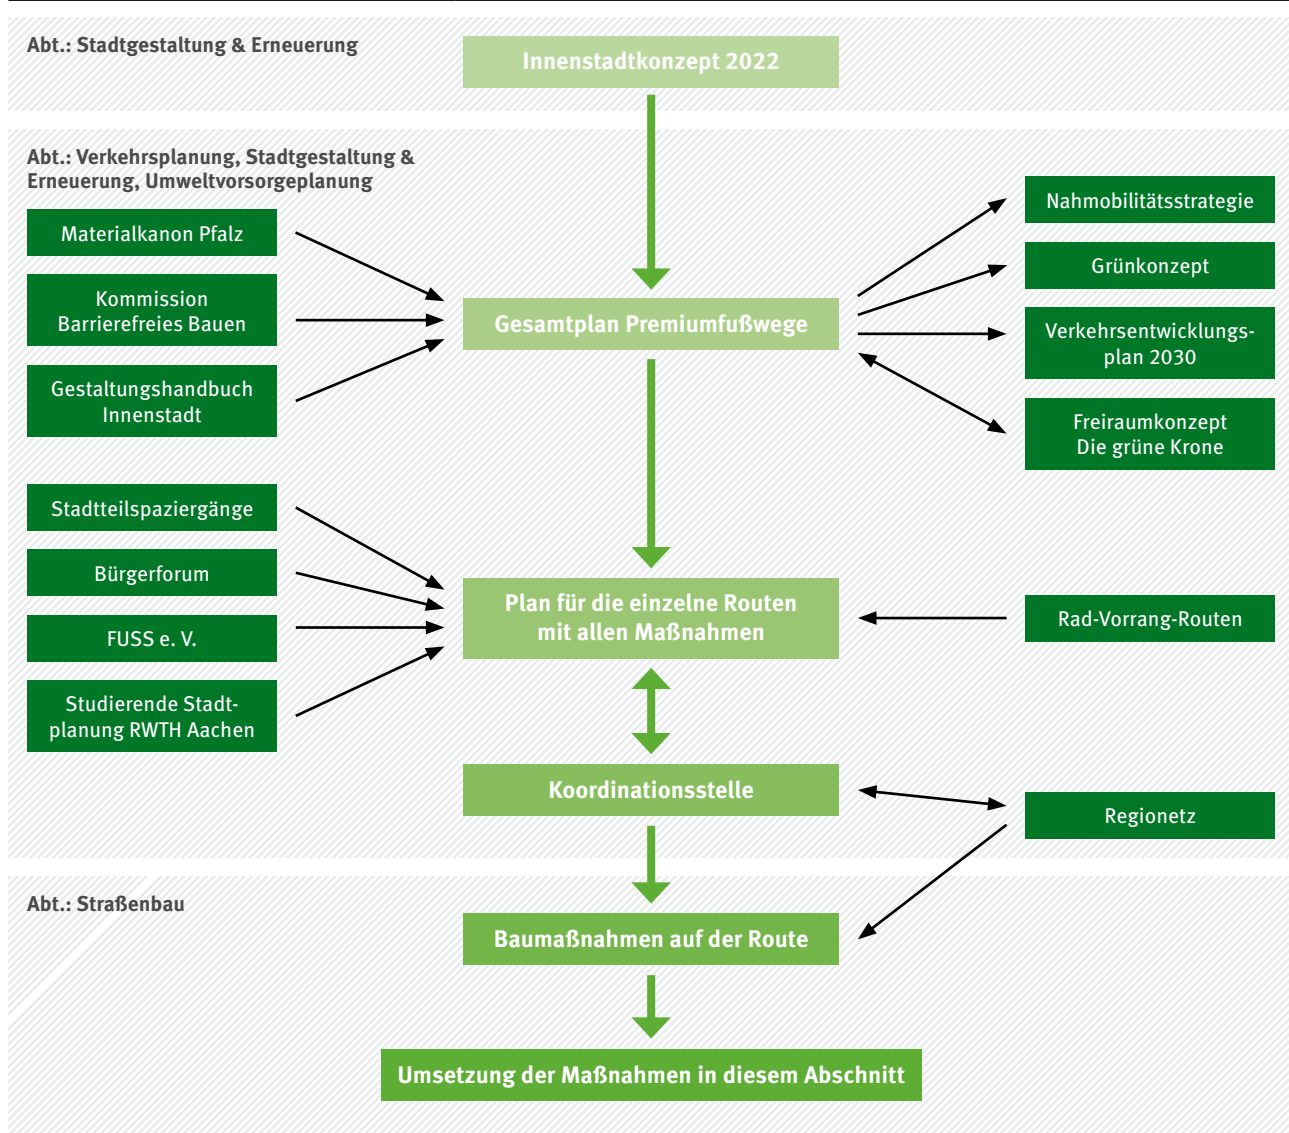 Abt.: Stadtgestaltung & Erneuerung
Innenstadtkonzept 2022
Abt.: Verkehrsplanung, Stadtgestaltung &
Erneuerung, Umweltvorsorgeplanung
Materialkanon Pfalz
Kommission
Barrierefreies Bauen
Gestaltungshandbuch
Innenstadt
Gesamtplan Premiumfußwege
Nahmobilitätsstrategie
Grünkonzept
Verkehrsentwicklungs-
plan 2030
Freiraumkonzept
Die grüne Krone
Stadtteilspaziergänge
Bürgerforum
FUSS e. V.
Studierende Stadt-
planung RWTH Aachen
Plan für die einzelne Routen
mit allen Maßnahmen
Rad-Vorrang-Routen
Koordinationsstelle
Regionetz
Abt.: Straßenbau
Baumaßnahmen auf der Route
Umsetzung der Maßnahmen in diesem Abschnitt